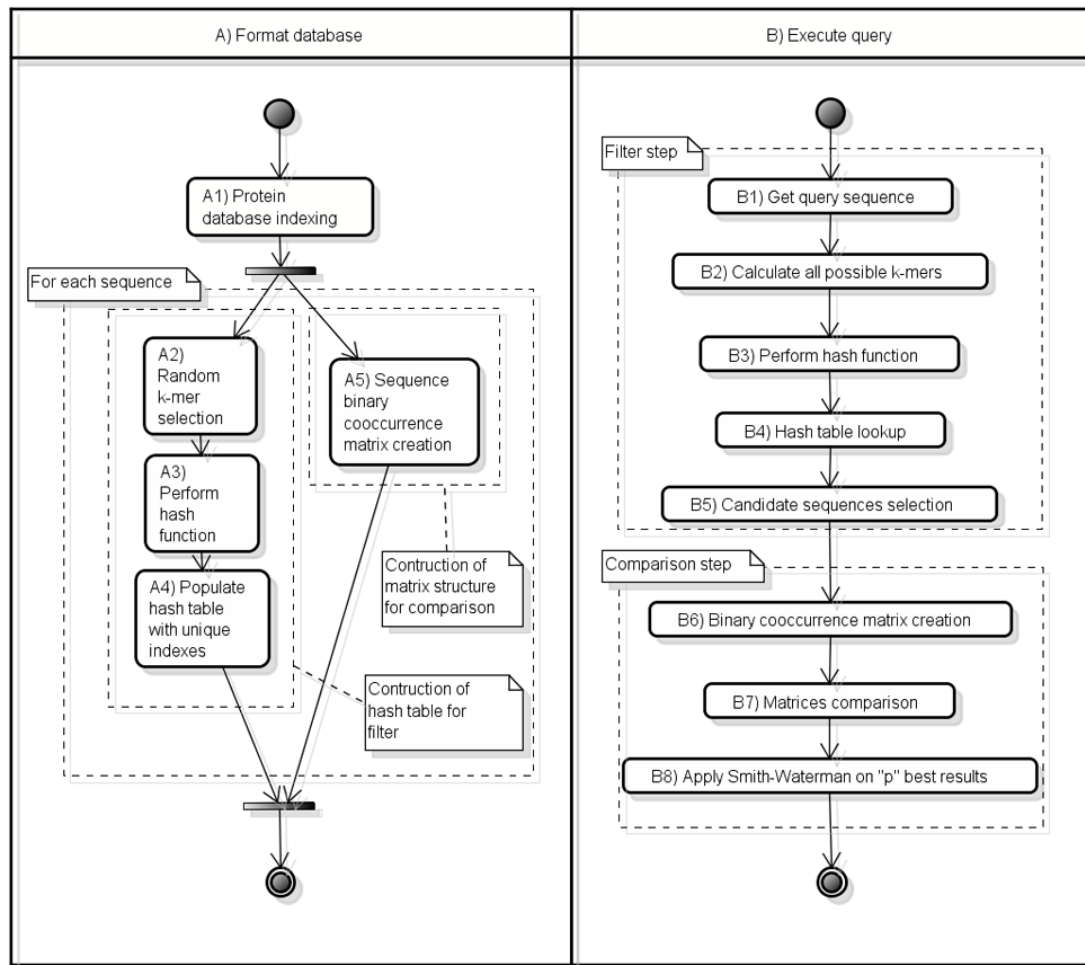 A) Format database
B) Execute query
A1) Protein
database indexing
For each sequence
A2)
Random
k-mer
selection
A3)
Perform
hash
function
A4) Populate
hash table
with unique
indexes
A5) Sequence
binary
cooccurrence
matrix creation
Contruction of
matrix structure
for comparison
Contruction of
hash table for
filter
Filter step
B1) Get query sequence
B2) Calculate all possible k-mers
B3) Perform hash function
B4) Hash table lookup
B5) Candidate sequences selection
Comparison step
B6) Binary cooccurrence matrix creation
B7) Matrices comparison
B8) Apply Smith-Waterman on "p" best results